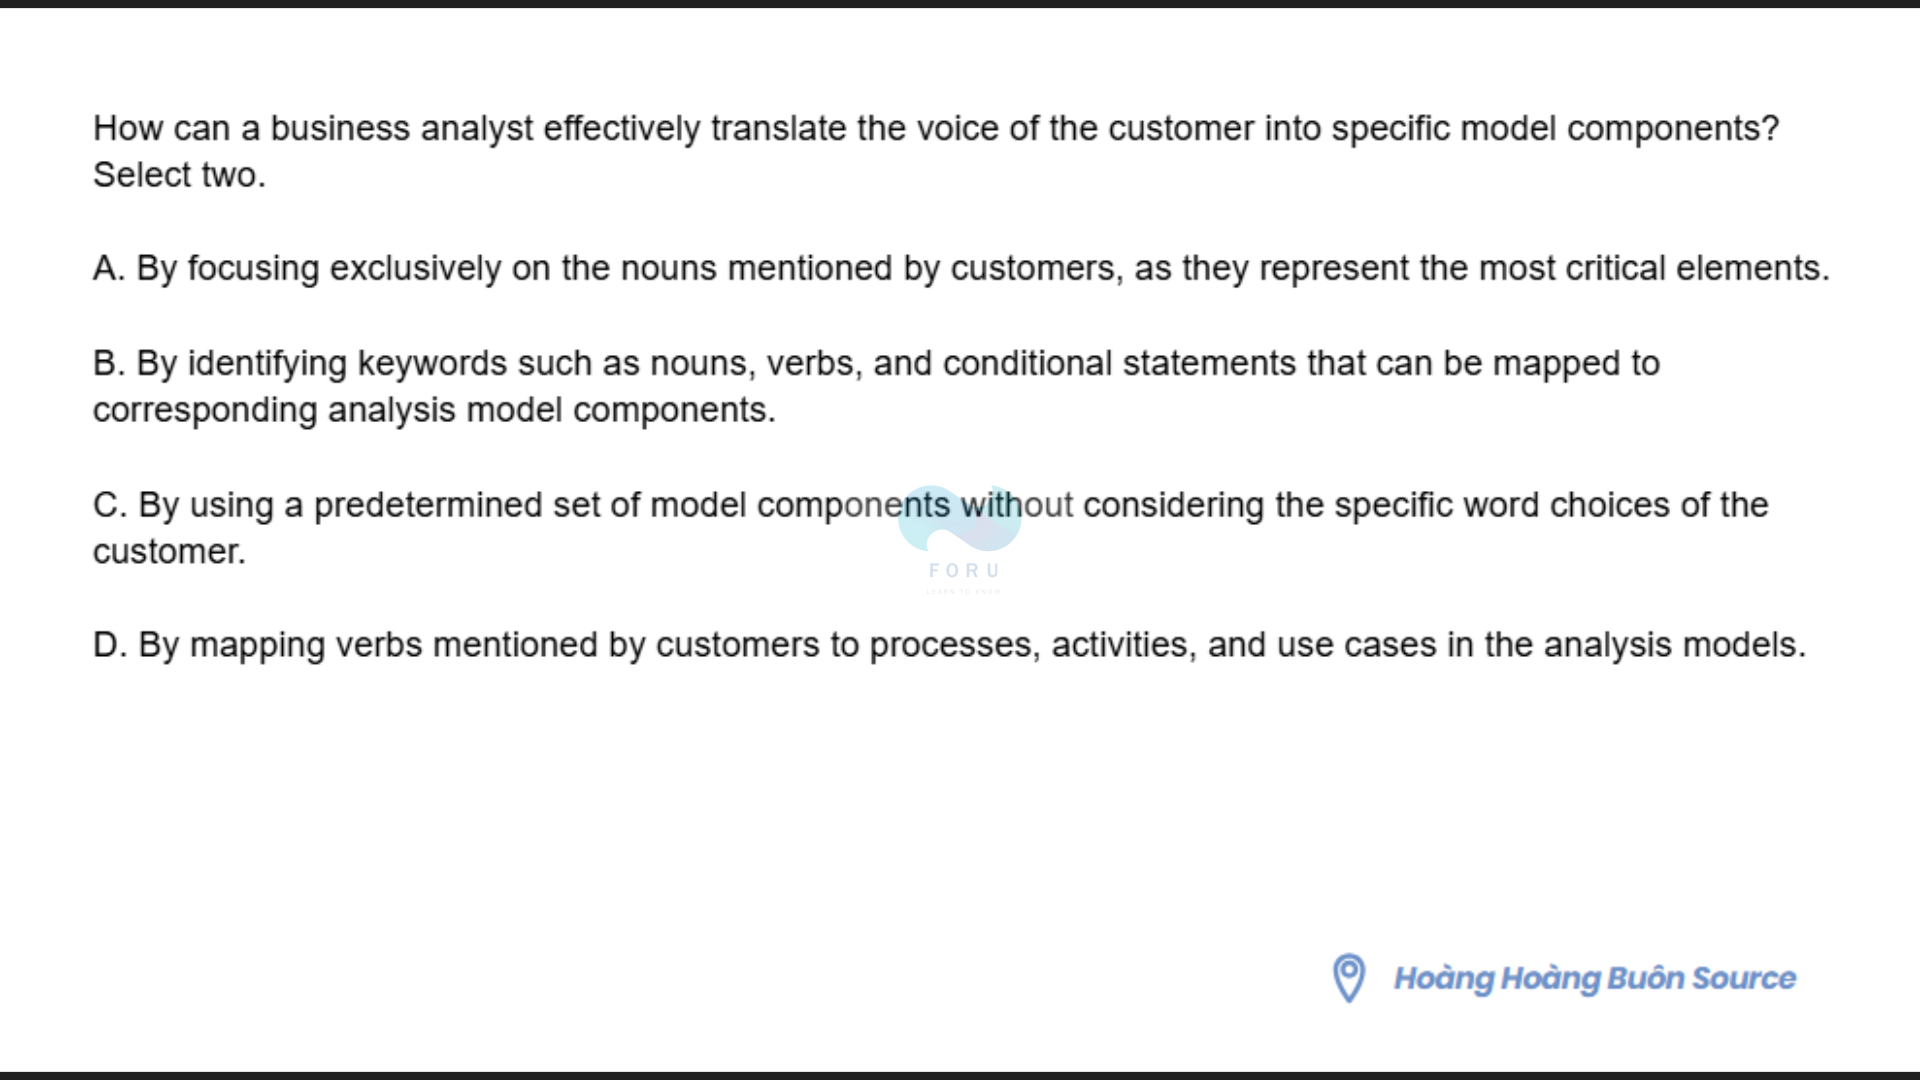 How can a business analyst effectively translate the voice of the customer into specific model components?
Select two.
A. By focusing exclusively on the nouns mentioned by customers, as they represent the most critical elements.
B. By identifying keywords such as nouns, verbs, and conditional statements that can be mapped to
corresponding analysis model components.
C. By using a predetermined set of model components without considering the specific word choices of the
customer.
FORU
LEARN TO KNOW
D. By mapping verbs mentioned by customers to processes, activities, and use cases in the analysis models.
Hoàng Hoàng Buôn Source